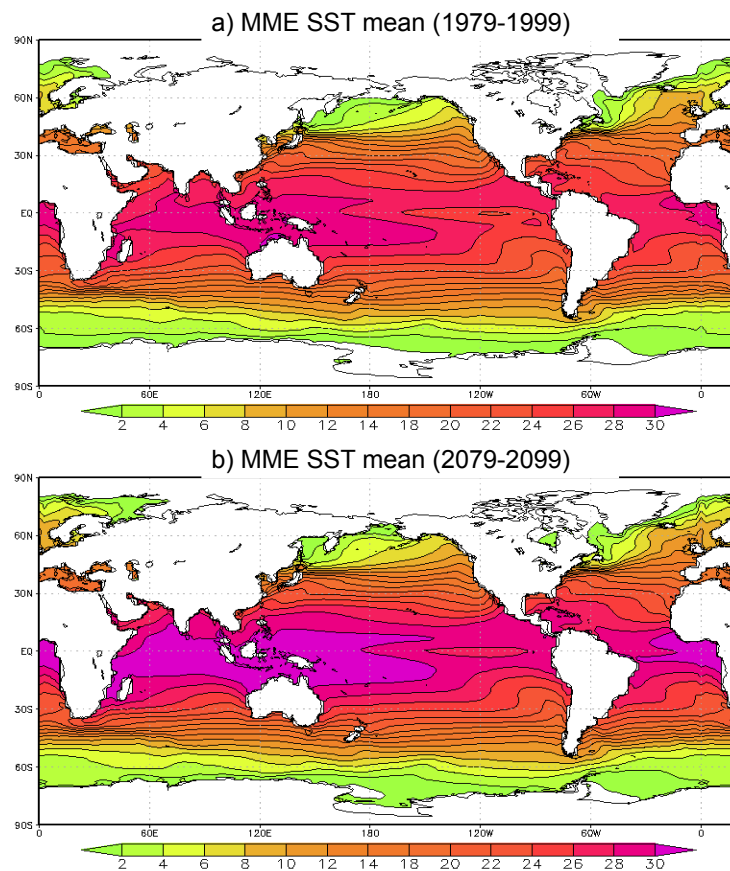 a) MME SST mean (1979-1999)
90N
60N
30N
EQ
30S
60S
90S
0 60E 120E 180 120W 60W 0
2 4 6 8 10 12 14 18 20 22 24 26 28 30
b) MME SST mean (2079-2099)
90N
60N
30N
EQ
30S
60S
90S
0 60E 120E 180 120W 60W 0
2 4 6 8 10 12 14 18 20 22 24 26 28 30